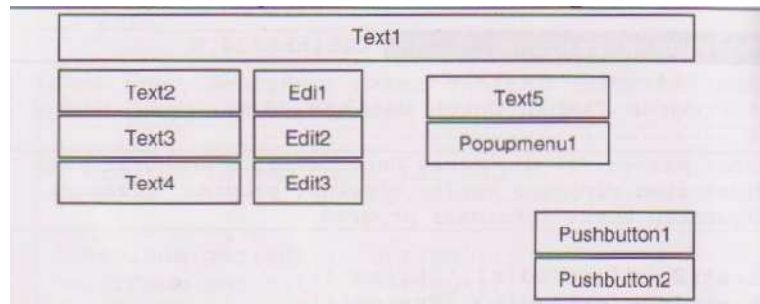 Text1
Text2
Edi1
Text5
Text3
Edit2
Popupmenu1
Text4
Edit3
Pushbutton1
Pushbutton2